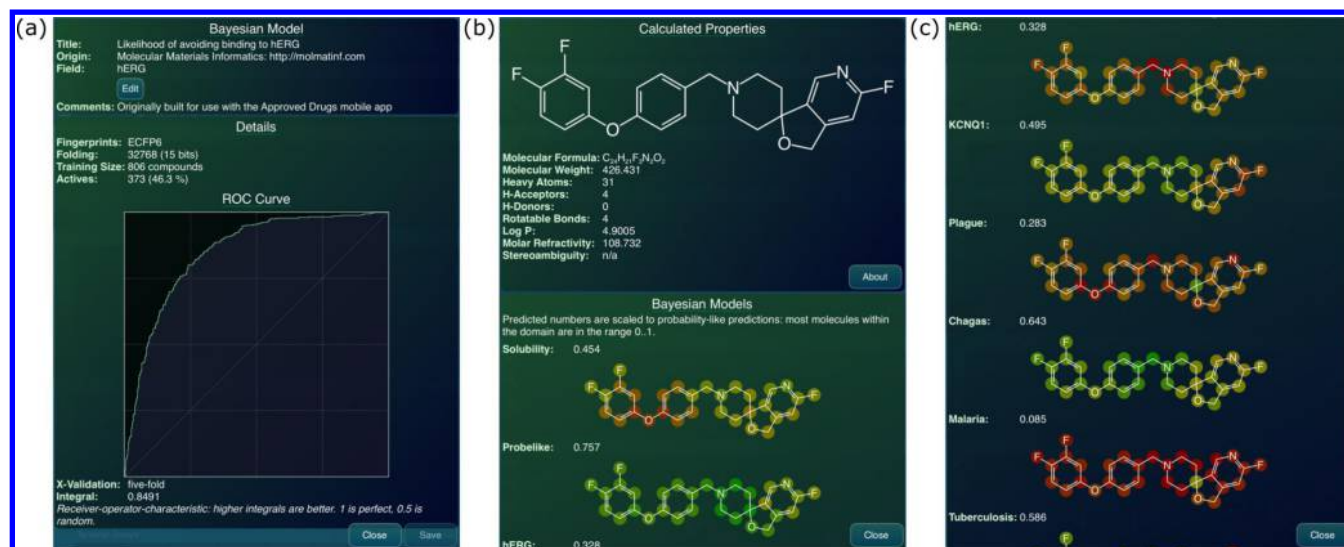 (a)
Bayesian Model
Title: Likelihood of avoiding binding to hERG
Origin: Molecular Materials Informatics: http://molmatinf.com
Field: hERG
Edit
Comments: Originally built for use with the Approved Drugs mobile app
Details
Fingerprints: ECFP6
Folding: 32768 (15 bits)
Training Size: 806 compounds
Actives: 373 (46.3 %)
ROC Curve
X-Validation: five-fold
Integral: 0.8491
Receiver-operator-characteristic: higher integrals are better. 1 is perfect, 0.5 is
random.
Close Save
(b)
Calculated Properties
F
F
O
N
O
N
F
Molecular Formula: C₂₄H₂₁F₃N₂O₂
Molecular Weight: 426.431
Heavy Atoms: 31
H-Acceptors: 4
H-Donors: 0
Rotatable Bonds: 4
Log P: 4.9005
Molar Refractivity: 108.732
Stereoambiguity: n/a
About
Bayesian Models
Predicted numbers are scaled to probability-like predictions: most molecules within
the domain are in the range 0..1.
Solubility: 0.454
F
F
O
N
O
N
F
Probelike: 0.757
F
F
O
N
O
N
F
hERG: 0.328
Close
(c)
hERG: 0.328
F
F
O
N
O
N
F
KCNQ1: 0.495
F
F
O
N
O
N
F
Plague: 0.283
F
F
O
N
O
N
F
Chagas: 0.643
F
F
O
N
O
N
F
Malaria: 0.085
F
F
O
N
O
N
F
Tuberculosis: 0.586
F
Close